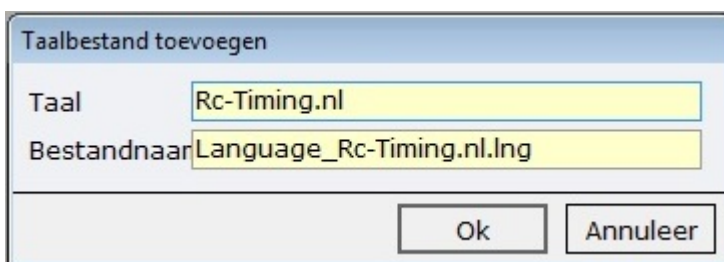 Taalbestand toevoegen
Taal Rc-Timing.nl
Bestandnaar Language_Rc-Timing.nl.lng
Ok Annuleer